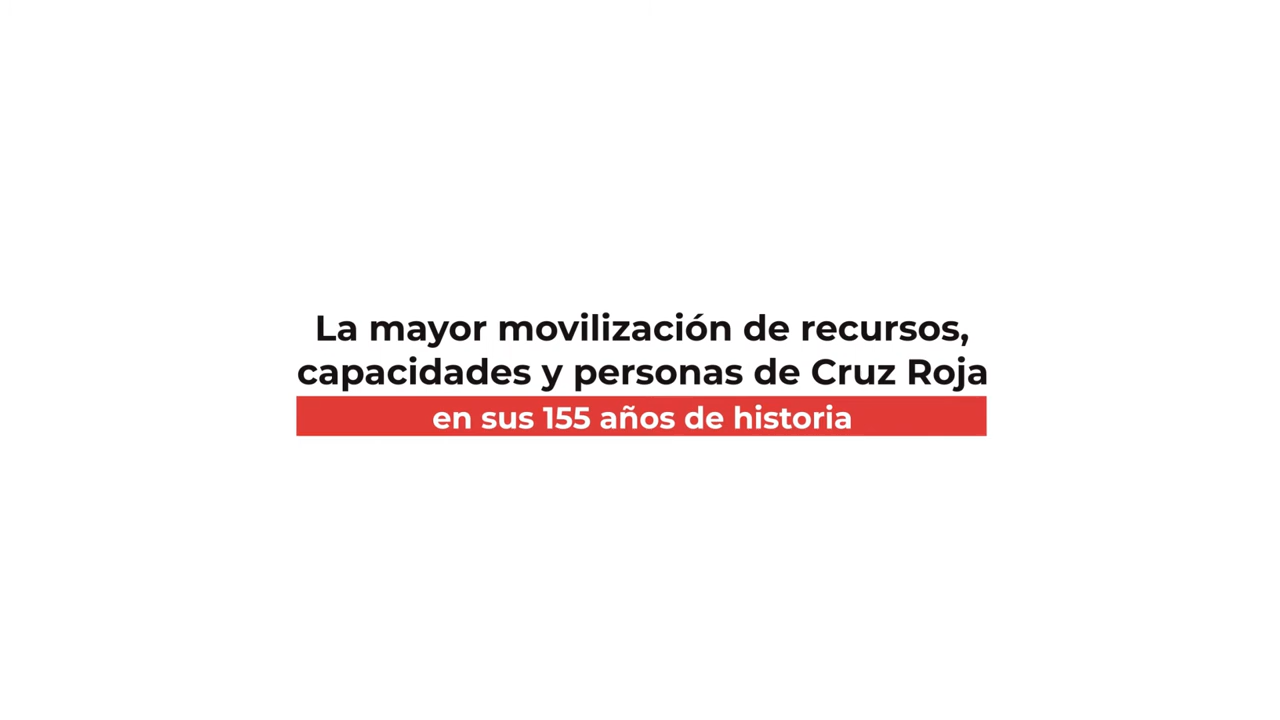 La mayor movilización de recursos,
capacidades y personas de Cruz Roja
en sus 155 años de historia